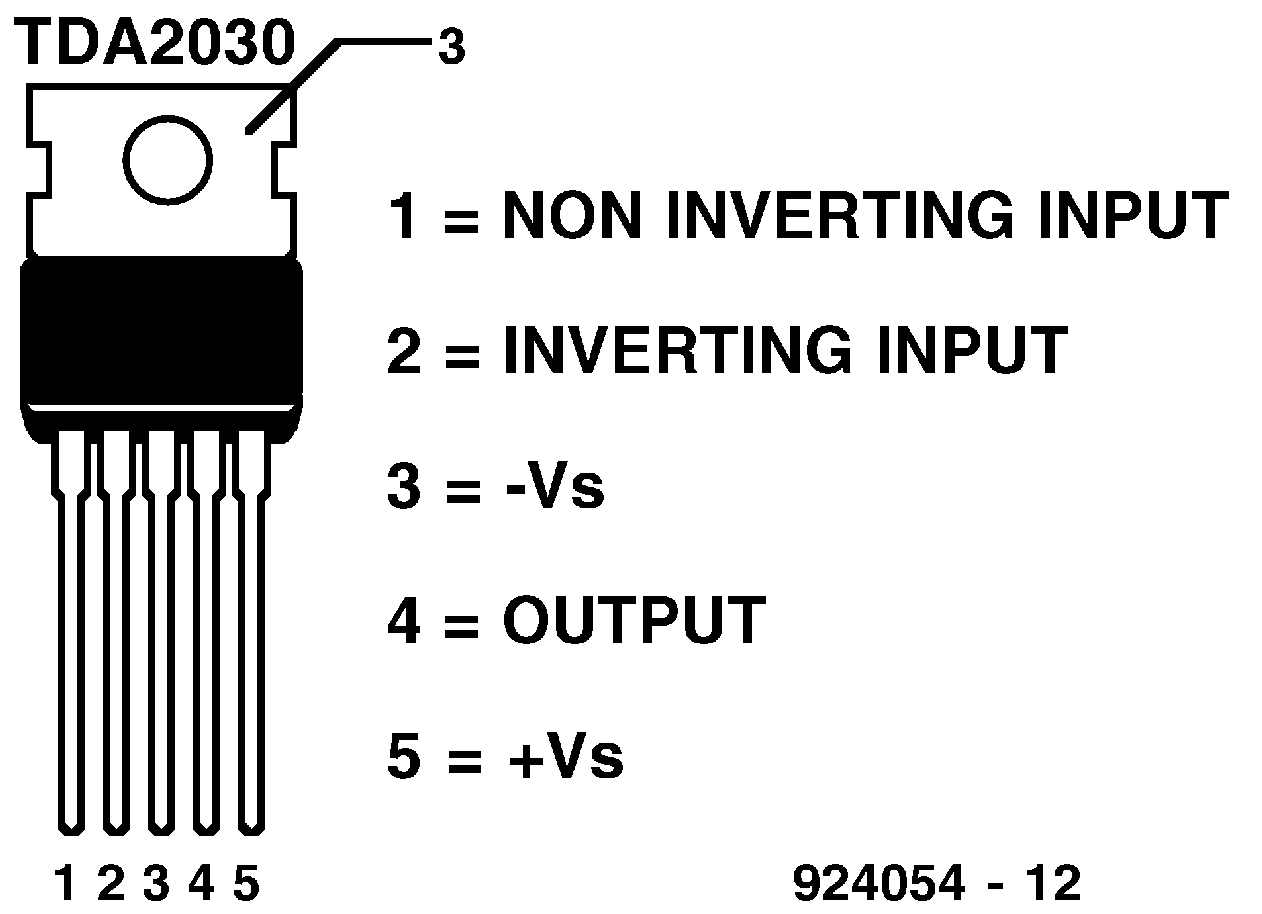 TDA2030
3
1 = NON INVERTING INPUT
2 = INVERTING INPUT
3 = -Vs
4 = OUTPUT
5 = +Vs
1 2 3 4 5
924054 - 12